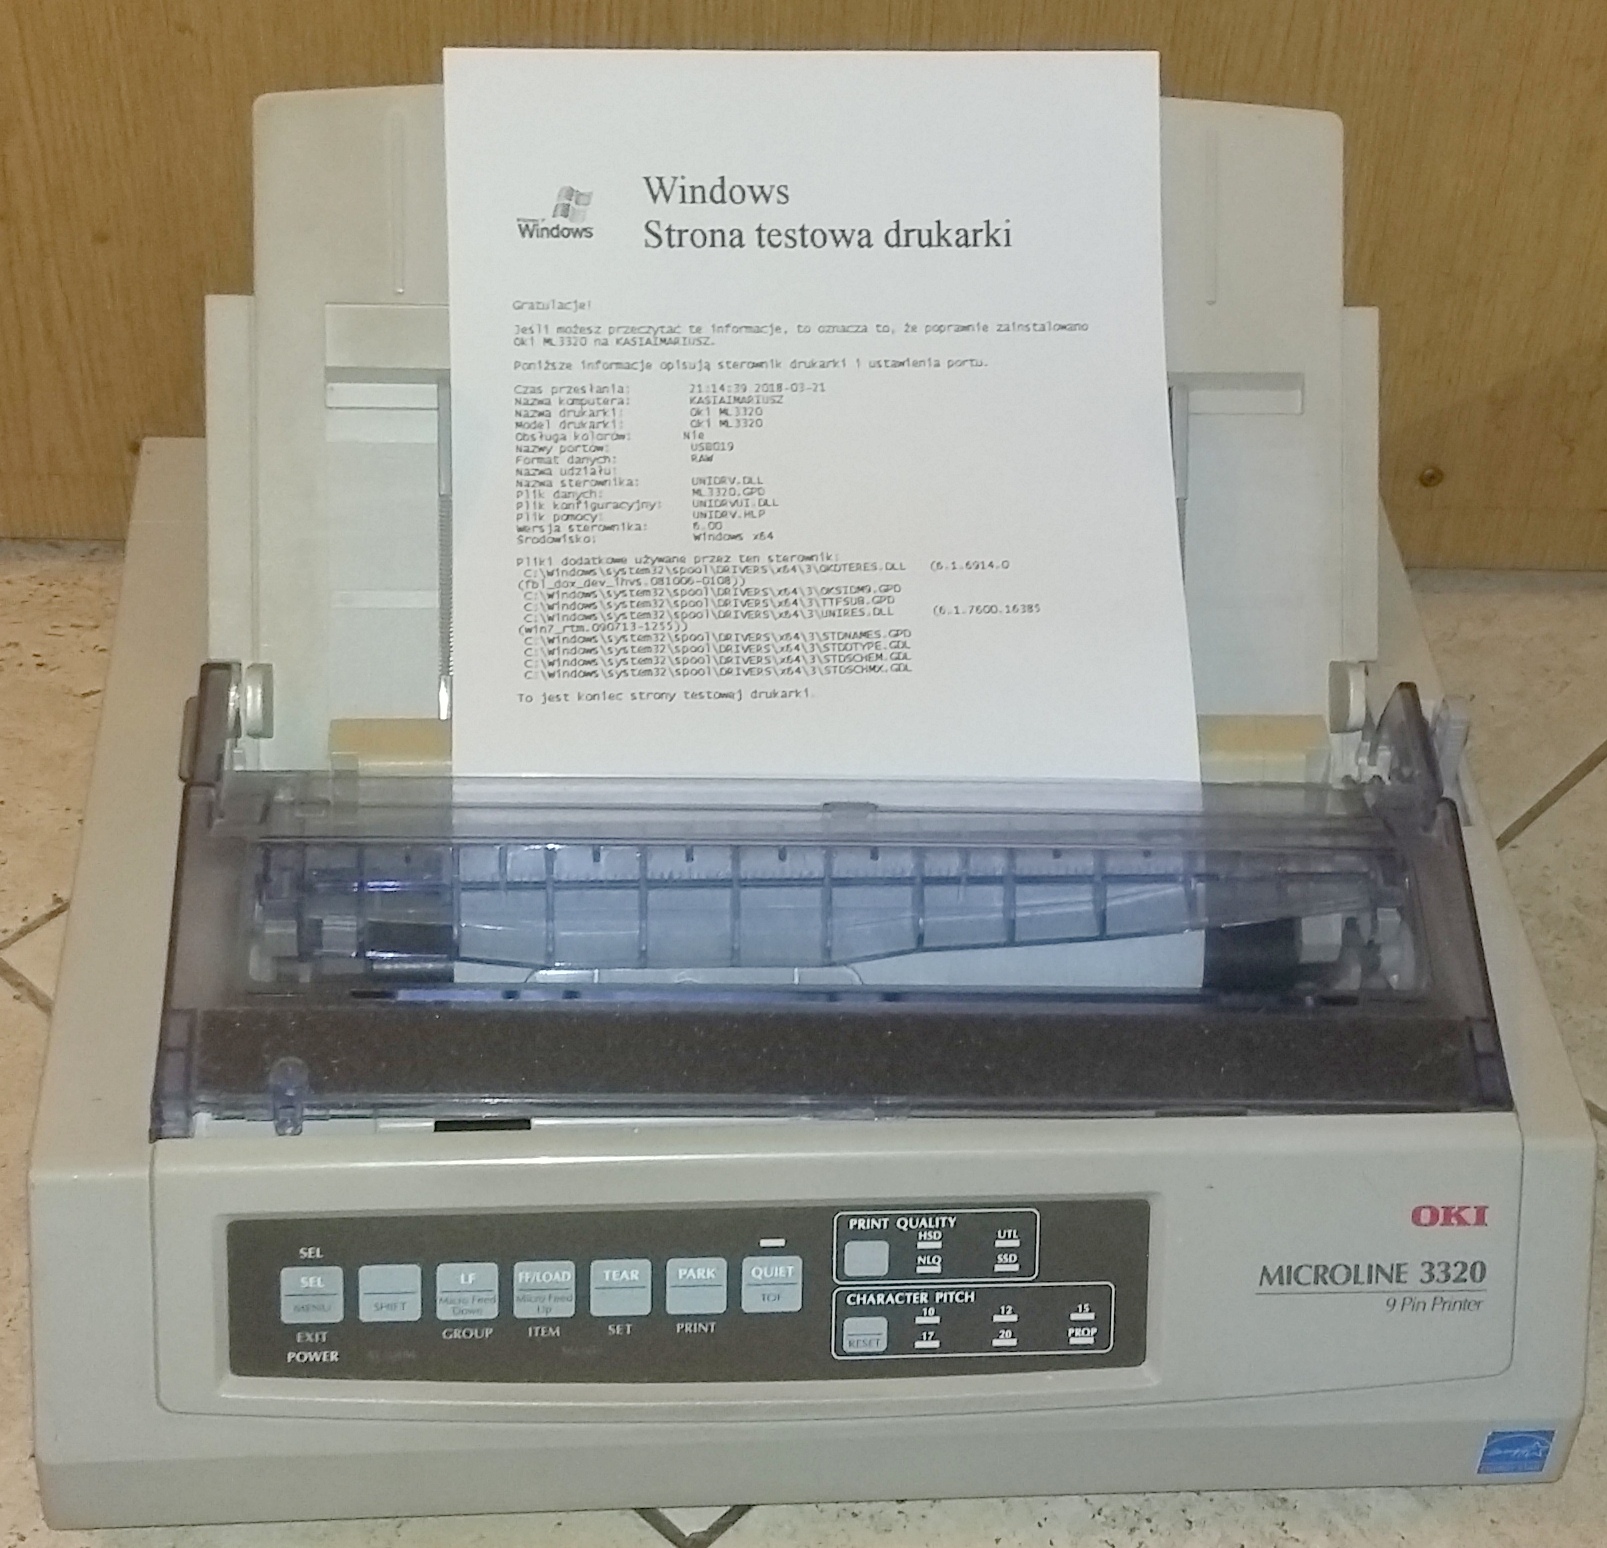 Windows
Windows
Strona testowa drukarki
Gratulacje!
Jeśli możesz przeczytać te informacje, to oznacza to, że poprawnie zainstalowano
Oki ML3320 na KASIAIMARIUSZ.
Poniższe informacje opisują sterownik drukarki i ustawienia portu.
Czas przesłania: 21:14:39 2018-03-21
Nazwa komputera: KASIAIMARIUSZ
Nazwa drukarki: Oki ML3320
Model drukarki: Oki ML3320
Obsługa kolorów: Nie
Nazwy portów: USB019
Format danych: RAW
Nazwa udziału:
Nazwa sterownika: UNIDRV.DLL
Plik danych: ML3320.GPD
Plik konfiguracyjny: UNIDRVUI.DLL
Plik pomocy: UNIDRV.HLP
Wersja sterownika: 6.00
Środowisko: Windows x64
Pliki dodatkowe używane przez ten sterownik:
C:\Windows\system32\spool\DRIVERS\x64\3\OKDTERES.DLL (6.1.6914.0
(fbl_dox_dev_ihvs.081006-0108))
C:\Windows\system32\spool\DRIVERS\x64\3\OKSIDM9.GPD
C:\Windows\system32\spool\DRIVERS\x64\3\TTFSUB.GPD
C:\Windows\system32\spool\DRIVERS\x64\3\UNIRES.DLL (6.1.7600.16385
(win7_rtm.090713-1255))
C:\Windows\system32\spool\DRIVERS\x64\3\STDNAMES.GPD
C:\Windows\system32\spool\DRIVERS\x64\3\STDDTYPE.GDL
C:\Windows\system32\spool\DRIVERS\x64\3\STDSCHEM.GDL
C:\Windows\system32\spool\DRIVERS\x64\3\STDSCHMX.GDL
To jest koniec strony testowej drukarki.
OKI
MICROLINE 3320
9 Pin Printer
SEL
SEL SHIFT LF FF/LOAD TEAR PARK QUIET
MENU Micro Feed Down Micro Feed Up TOF
EXIT GROUP ITEM SET PRINT
POWER
PRINT QUALITY
HSD UTL
NLQ SSD
CHARACTER PITCH
10 12 15
RESET 17 20 PROP